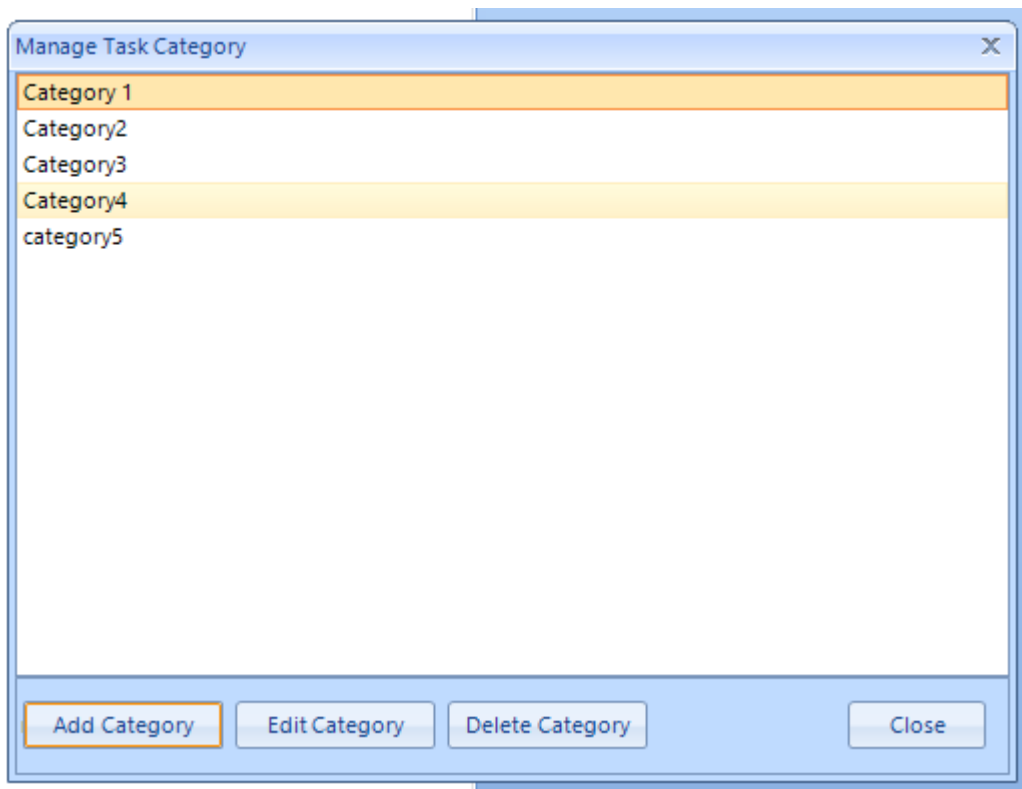 Manage Task Category
Category 1
Category2
Category3
Category4
category5
Add Category Edit Category Delete Category Close